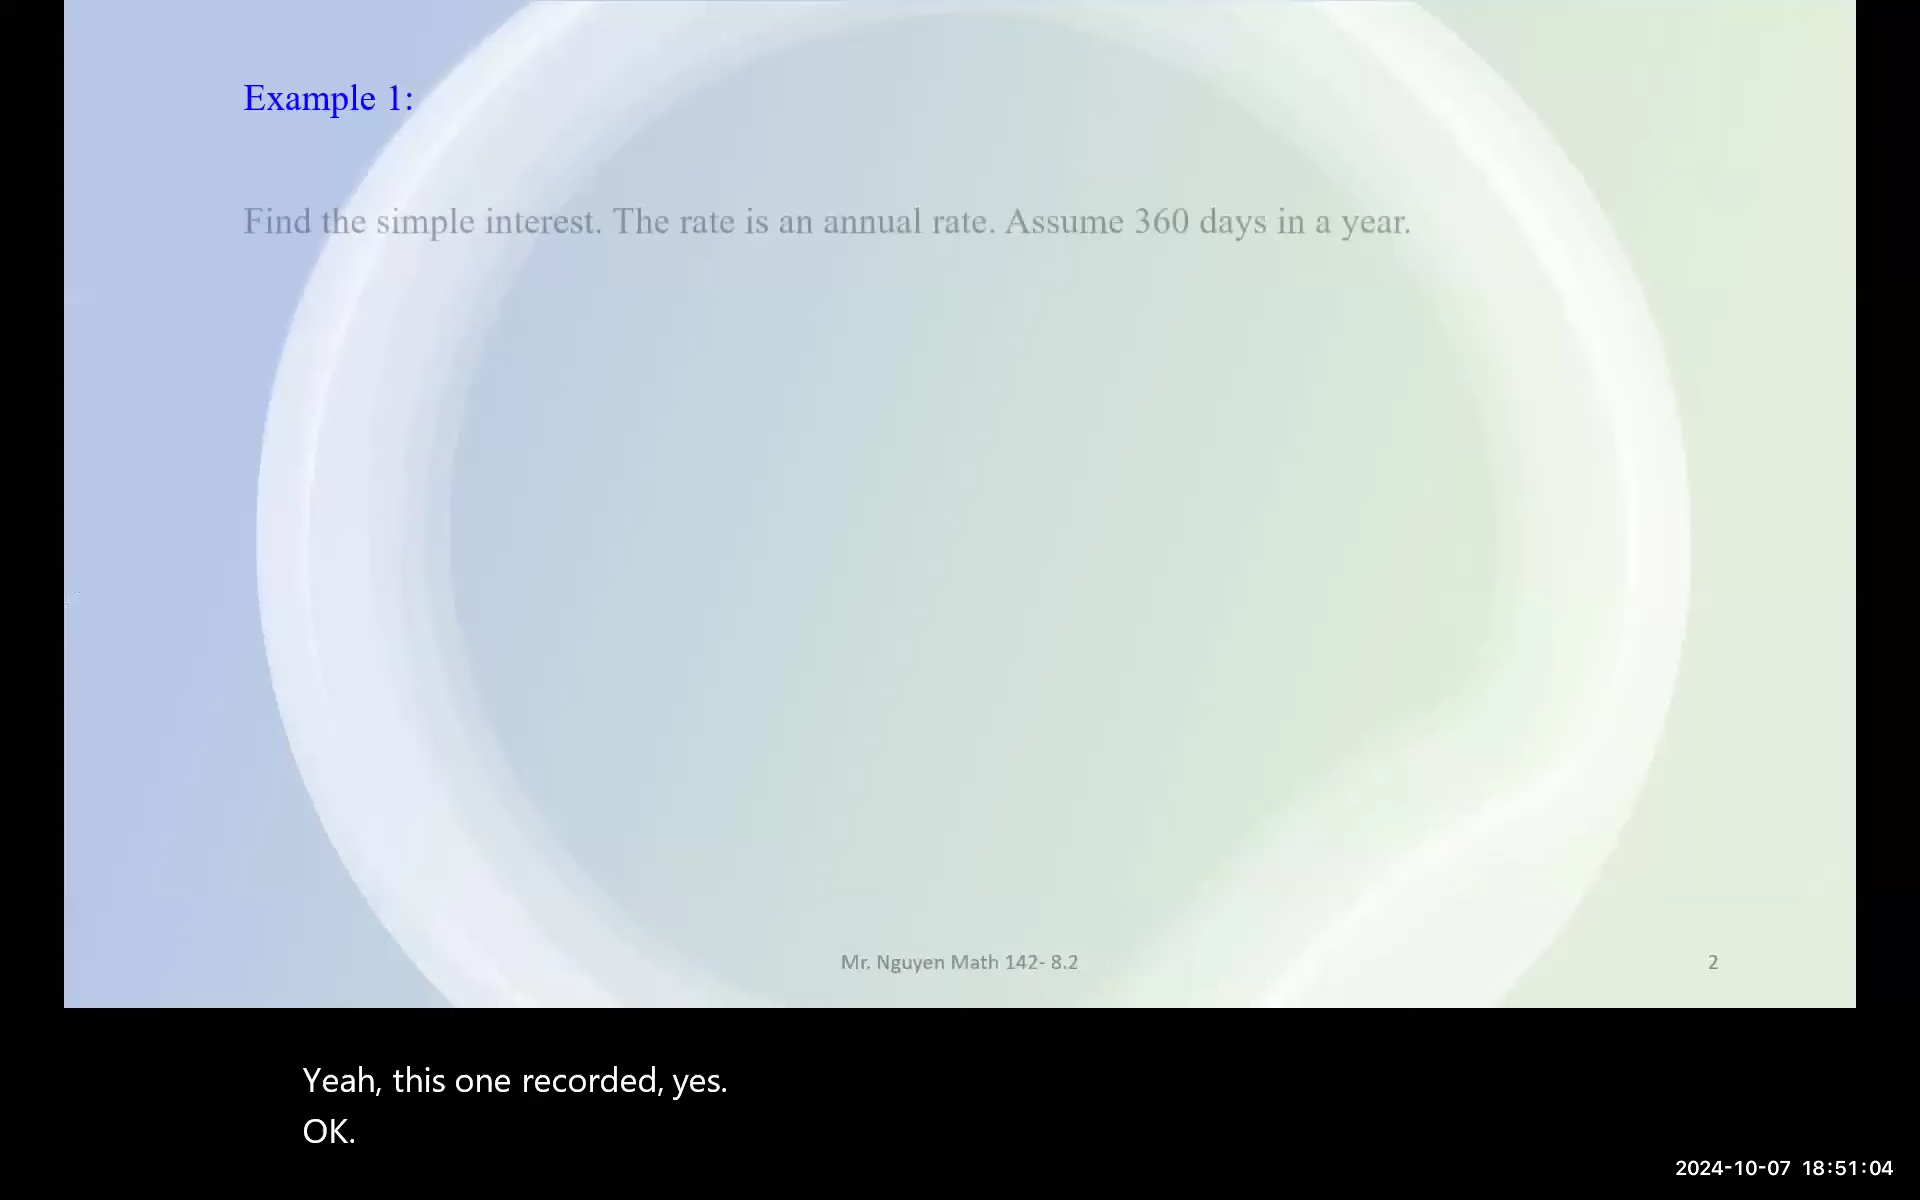 Example 1:
Find the simple interest. The rate is an annual rate. Assume 360 days in a year.
Mr. Nguyen Math 142- 8.2
2
Yeah, this one recorded, yes.
OK.
2024-10-07 18:51:04